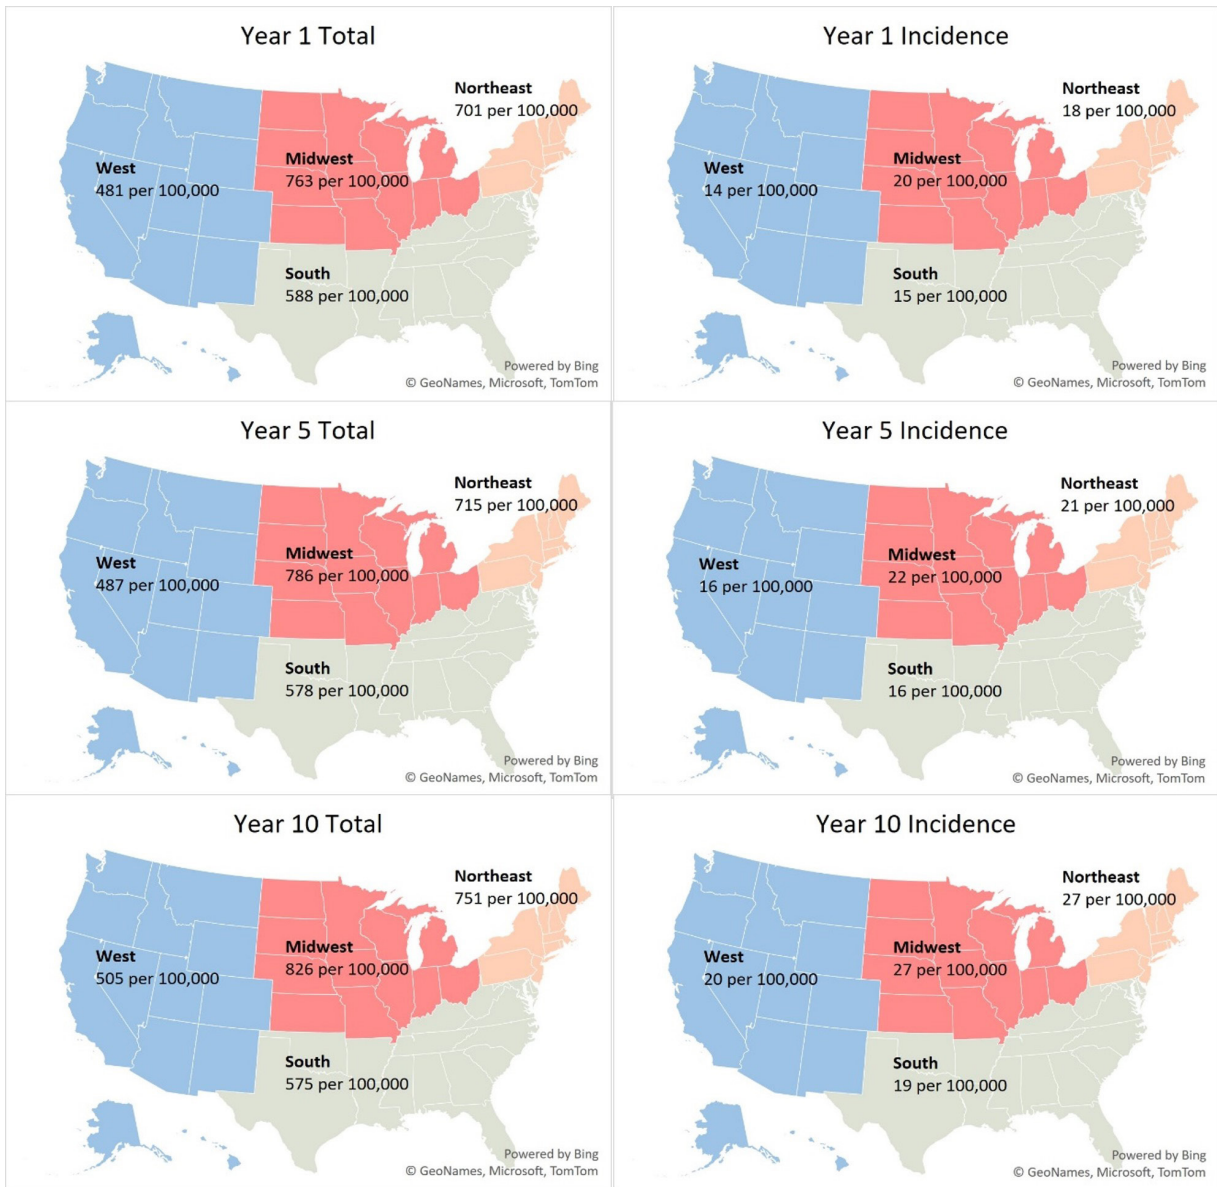 Year 1 Total
Northeast
701 per 100,000
West
481 per 100,000
Midwest
763 per 100,000
South
588 per 100,000
Powered by Bing
© GeoNames, Microsoft, TomTom
Year 1 Incidence
Northeast
18 per 100,000
West
14 per 100,000
Midwest
20 per 100,000
South
15 per 100,000
Powered by Bing
© GeoNames, Microsoft, TomTom
Year 5 Total
Northeast
715 per 100,000
West
487 per 100,000
Midwest
786 per 100,000
South
578 per 100,000
Powered by Bing
© GeoNames, Microsoft, TomTom
Year 5 Incidence
Northeast
21 per 100,000
West
16 per 100,000
Midwest
22 per 100,000
South
16 per 100,000
Powered by Bing
© GeoNames, Microsoft, TomTom
Year 10 Total
Northeast
751 per 100,000
West
505 per 100,000
Midwest
826 per 100,000
South
575 per 100,000
Powered by Bing
© GeoNames, Microsoft, TomTom
Year 10 Incidence
Northeast
27 per 100,000
West
20 per 100,000
Midwest
27 per 100,000
South
19 per 100,000
Powered by Bing
© GeoNames, Microsoft, TomTom